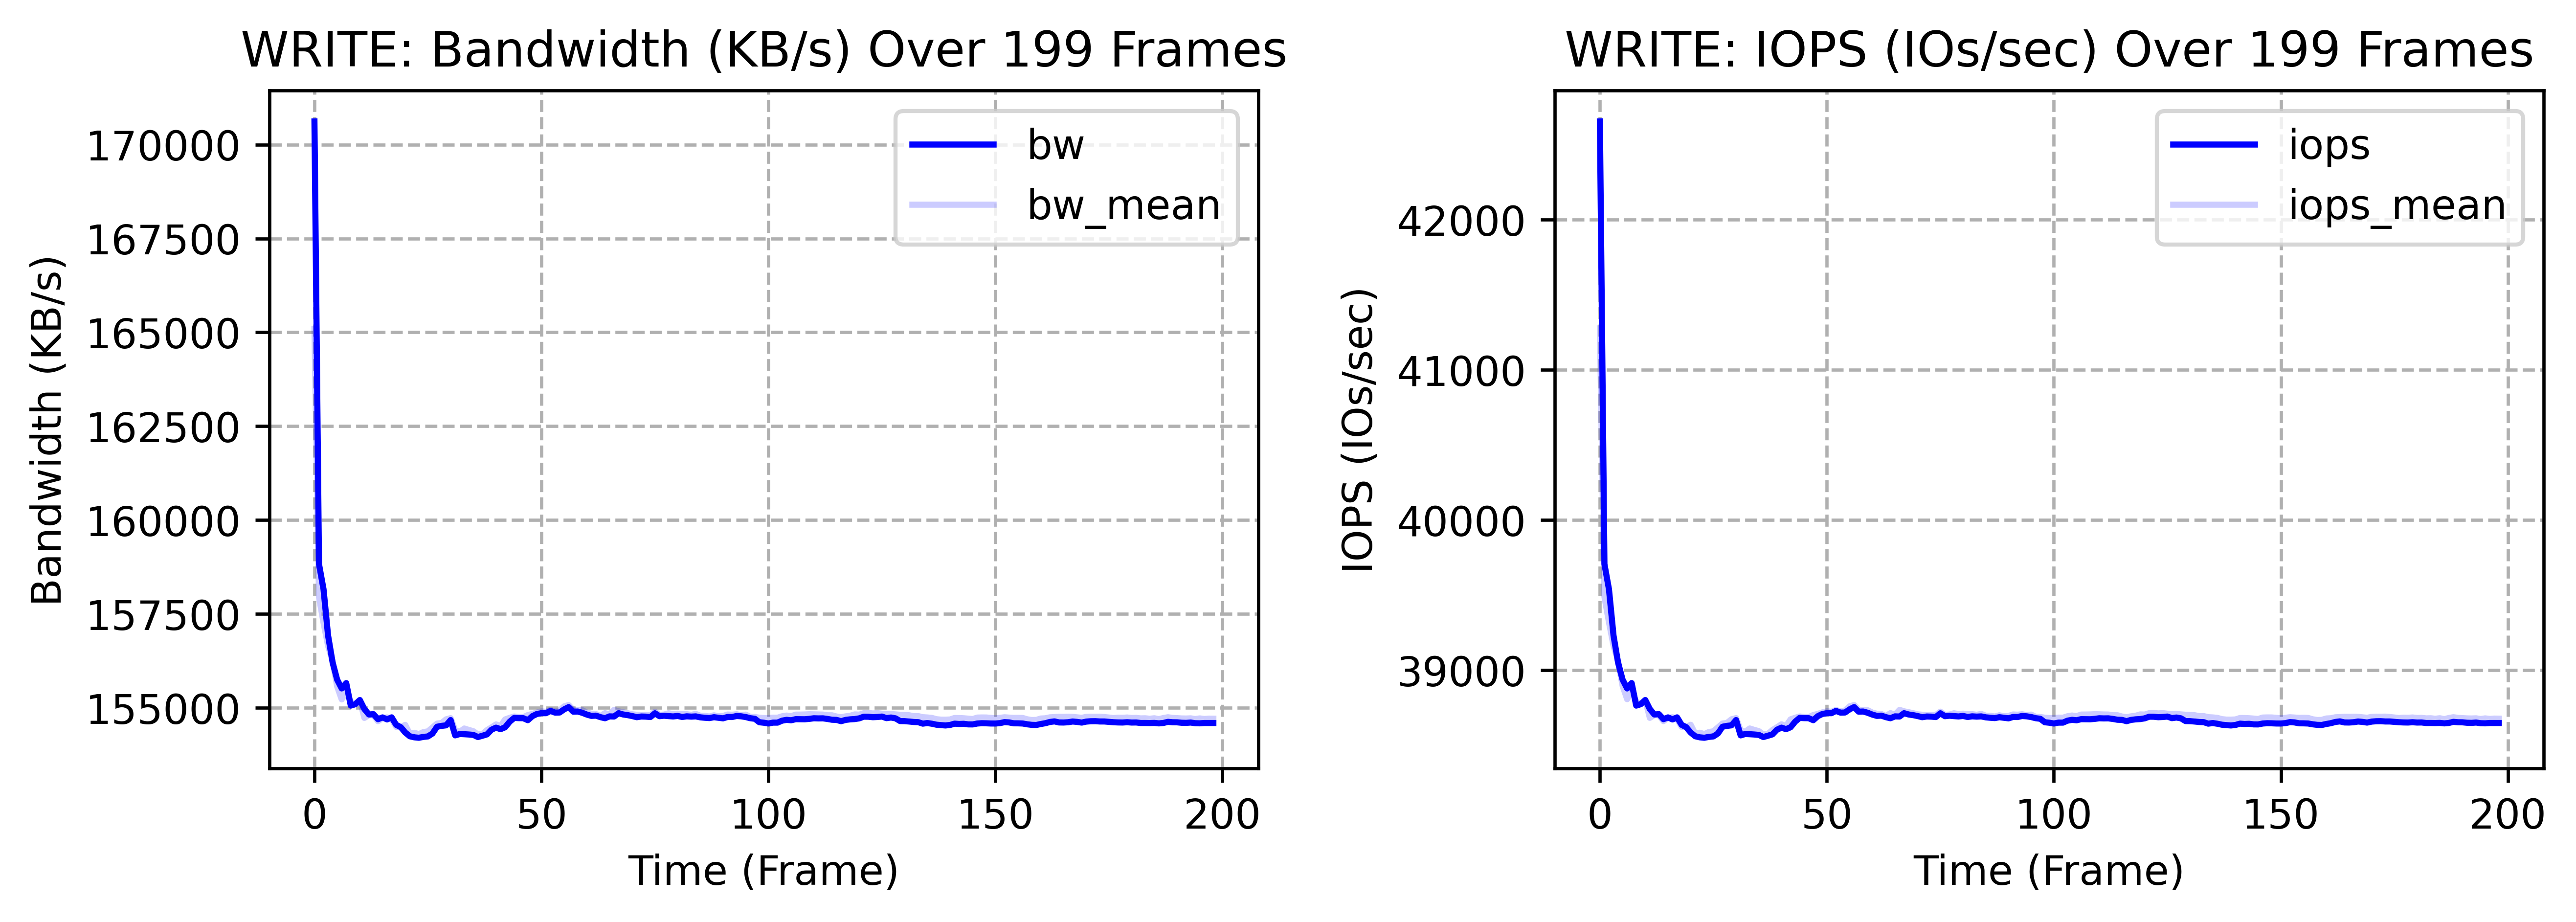 WRITE: Bandwidth (KB/s) Over 199 Frames
170000
167500
165000
162500
160000
157500
155000
Bandwidth (KB/s)
bw
bw_mean
0 50 100 150 200
Time (Frame)
WRITE: IOPS (IOs/sec) Over 199 Frames
42000
41000
40000
39000
IOPS (IOs/sec)
iops
iops_mean
0 50 100 150 200
Time (Frame)